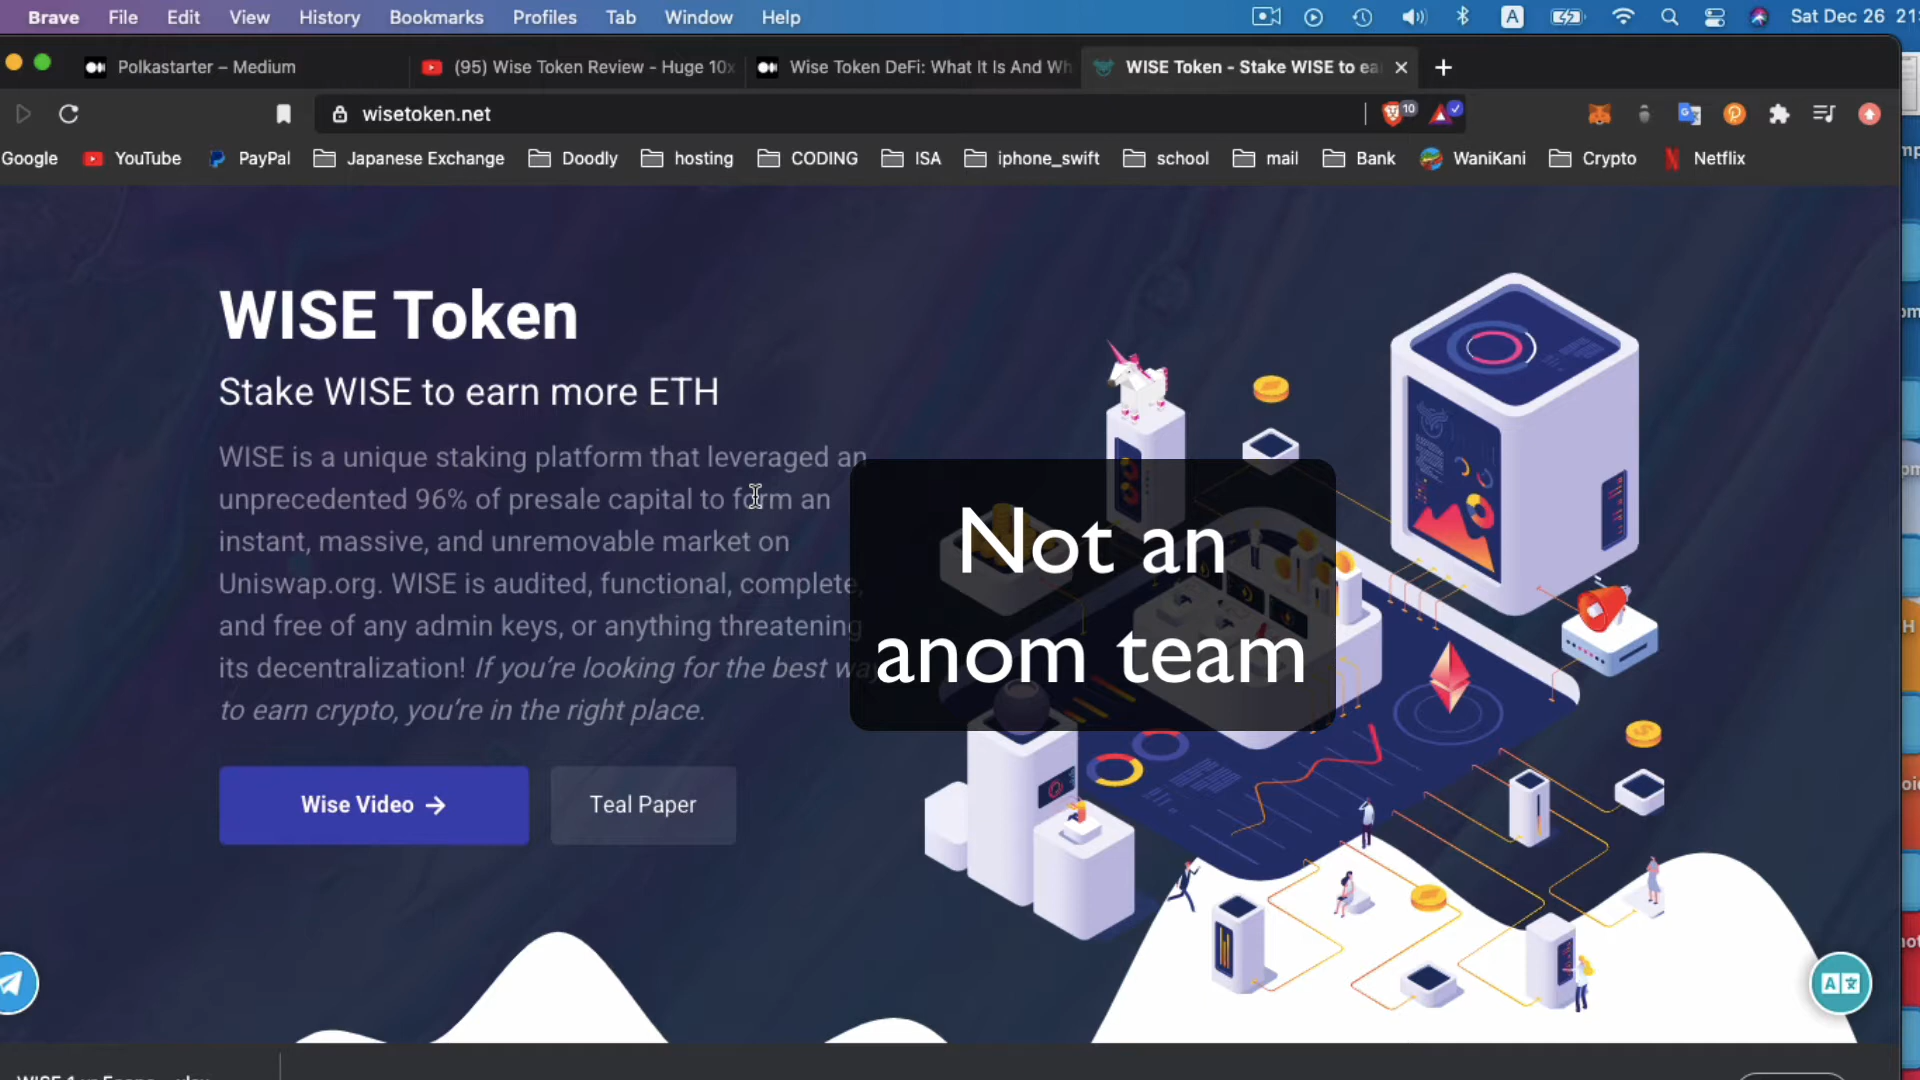 Brave File Edit View History Bookmarks Profiles Tab Window Help A Sat Dec 26
Polkastarter – Medium (95) Wise Token Review - Huge 10x Wise Token DeFi: What It Is And Wh WISE Token - Stake WISE to ea
wisetoken.net 10
Google YouTube PayPal Japanese Exchange Doodly hosting CODING ISA iphone_swift school mail Bank WaniKani Crypto Netflix
WISE Token
Stake WISE to earn more ETH
WISE is a unique staking platform that leveraged an
unprecedented 96% of presale capital to form an
instant, massive, and unremovable market on
Uniswap.org. WISE is audited, functional, complete,
and free of any admin keys, or anything threatening
its decentralization! If you're looking for the best way
to earn crypto, you're in the right place.
Not an
anom team
Wise Video →
Teal Paper